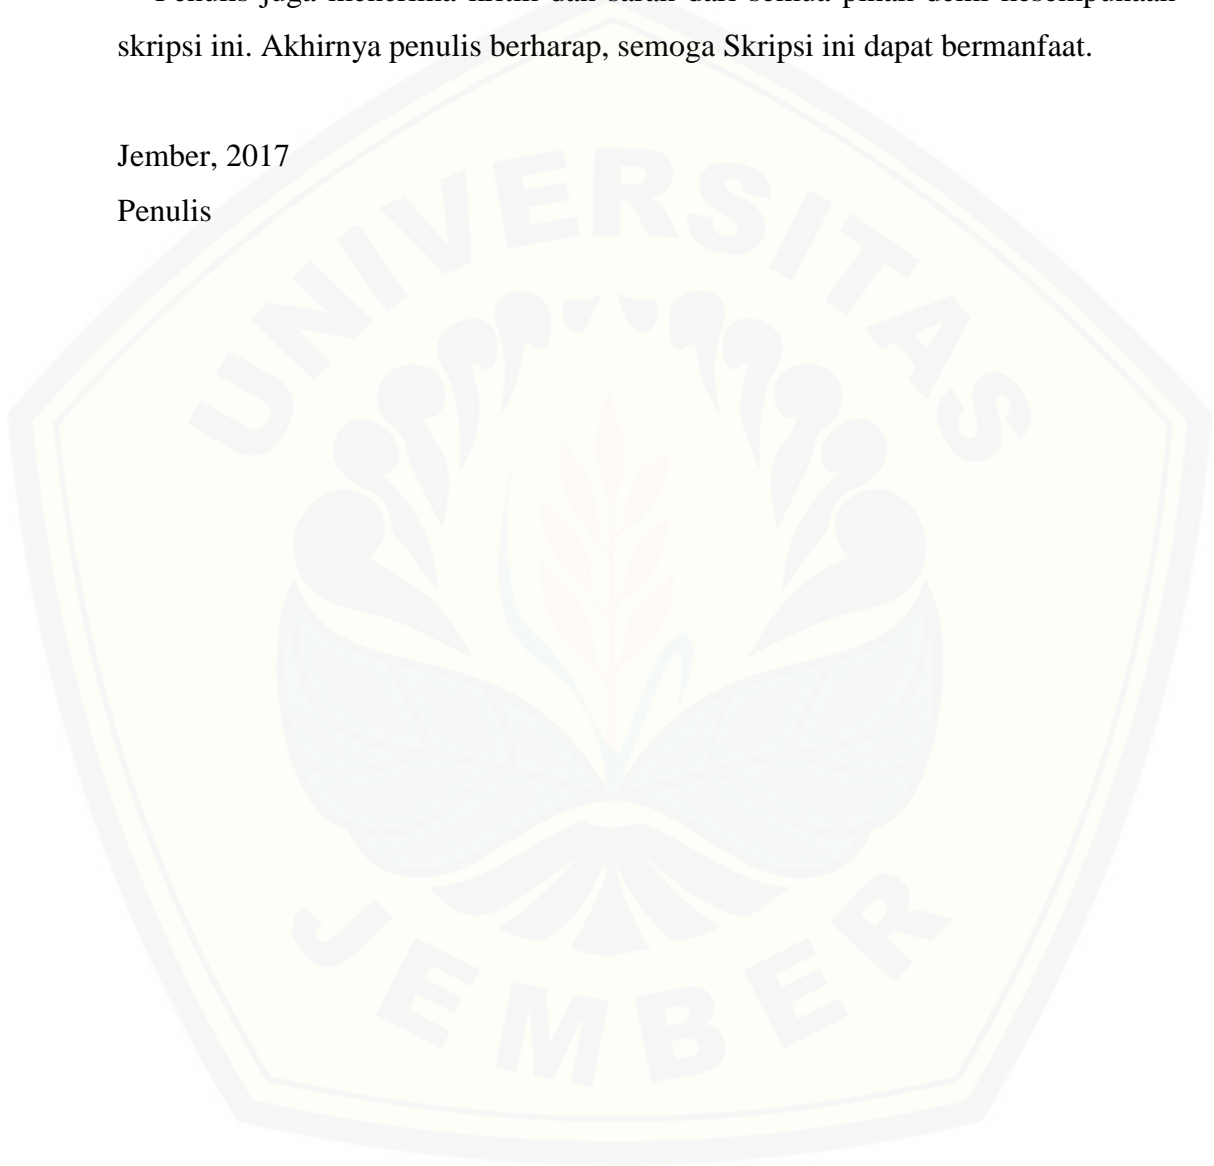 skripsi ini. Akhirnya penulis berharap, semoga Skripsi ini dapat bermanfaat.
Jember, 2017
Penulis
UNIVERSITAS
JEMBER